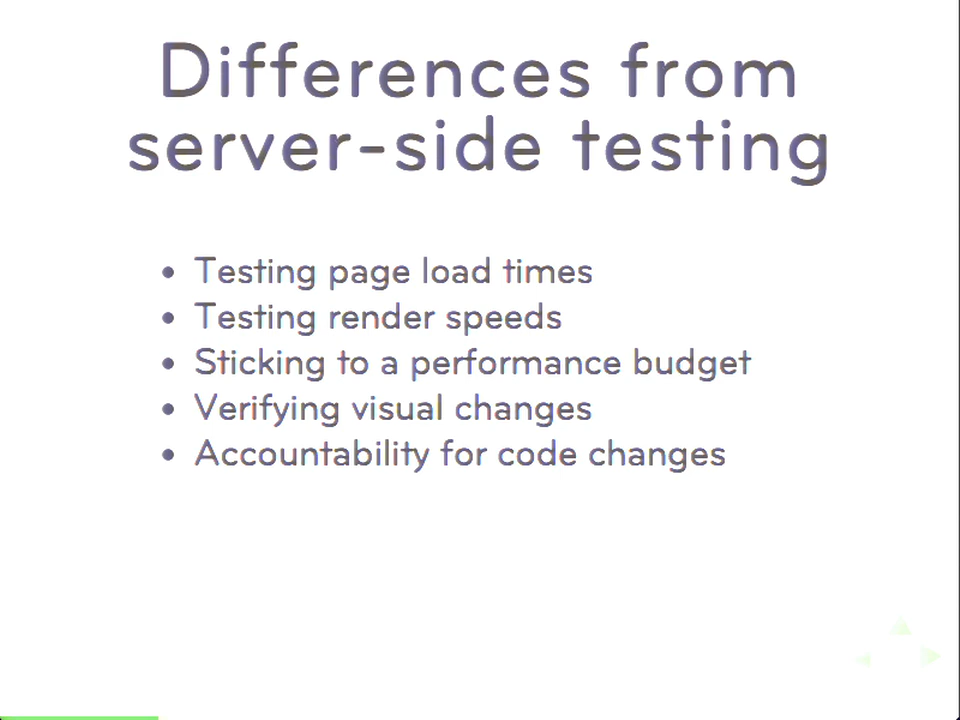 Differences from
server-side testing
• Testing page load times
• Testing render speeds
• Sticking to a performance budget
• Verifying visual changes
• Accountability for code changes